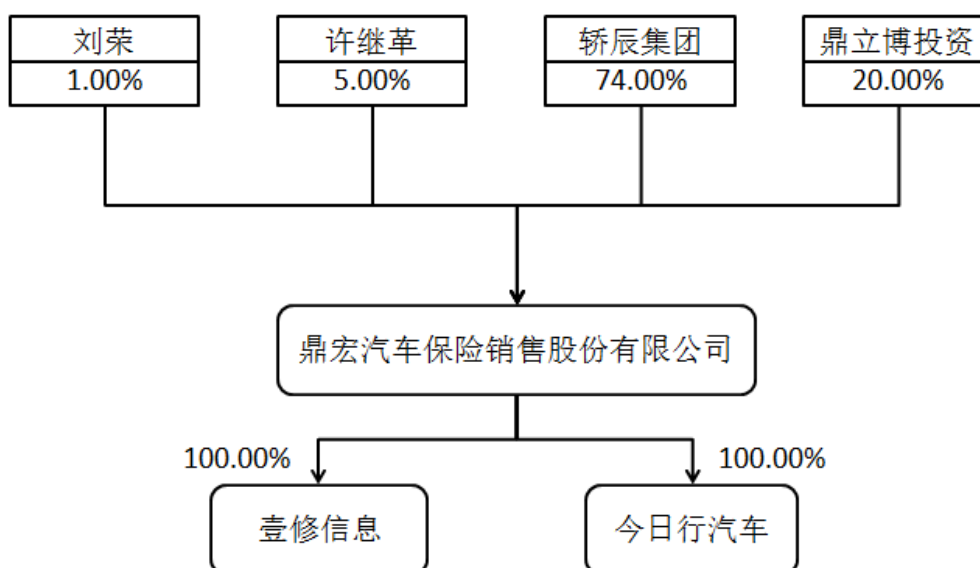 刘荣
1.00%
许继革
5.00%
轿辰集团
74.00%
鼎立博投资
20.00%
鼎宏汽车保险销售股份有限公司
100.00%
100.00%
壹修信息
今日行汽车